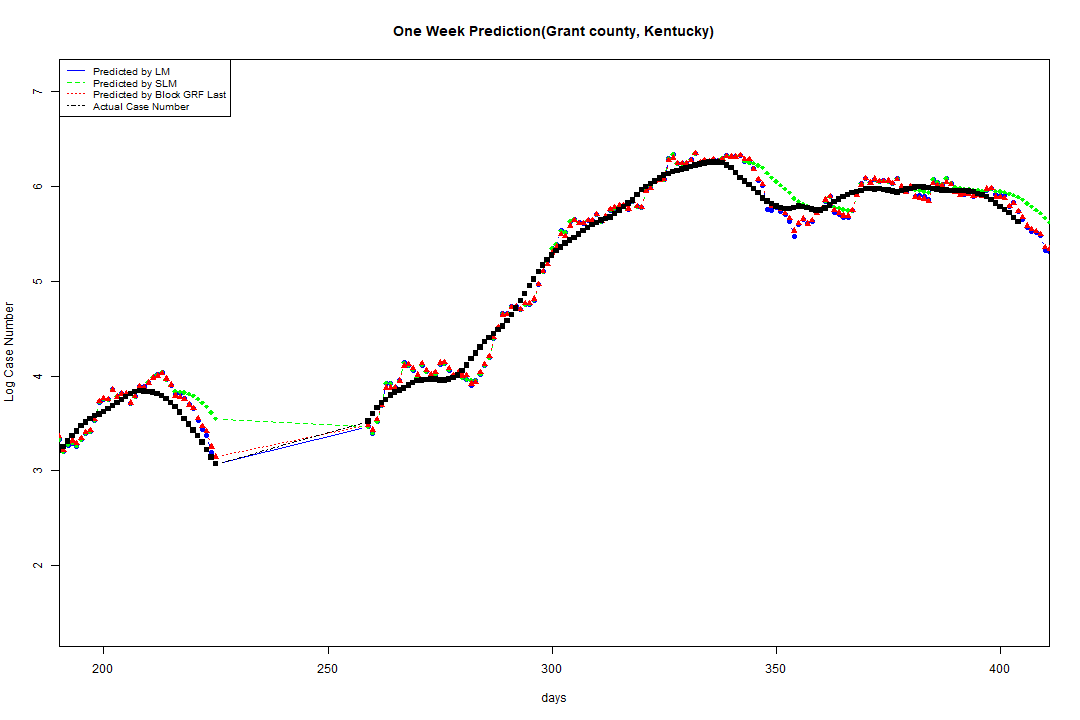 One Week Prediction(Grant county, Kentucky)
Predicted by LM
Predicted by SLM
Predicted by Block GRF Last
Actual Case Number
7
6
5
4
3
2
Log Case Number
200 250 300 350 400
days